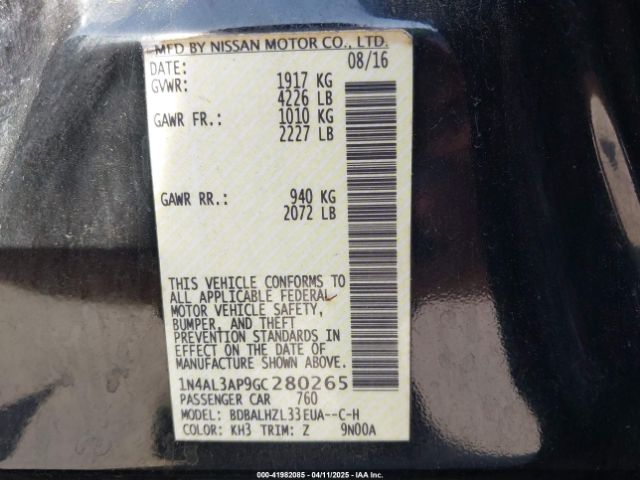 MFD BY NISSAN MOTOR CO., LTD.
DATE: 08/16
GVWR: 1917 KG
4226 LB
GAWR FR.: 1010 KG
2227 LB
GAWR RR.: 940 KG
2072 LB
THIS VEHICLE CONFORMS TO
ALL APPLICABLE FEDERAL
MOTOR VEHICLE SAFETY,
BUMPER, AND THEFT
PREVENTION STANDARDS IN
EFFECT ON THE DATE OF
MANUFACTURE SHOWN ABOVE.
1N4AL3AP9GC280265
PASSENGER CAR 760
MODEL: BDBALHZL33EUA--C-H
COLOR: KH3 TRIM: Z 9N00A
000-41982085 - 04/11/2025 - IAAI.com